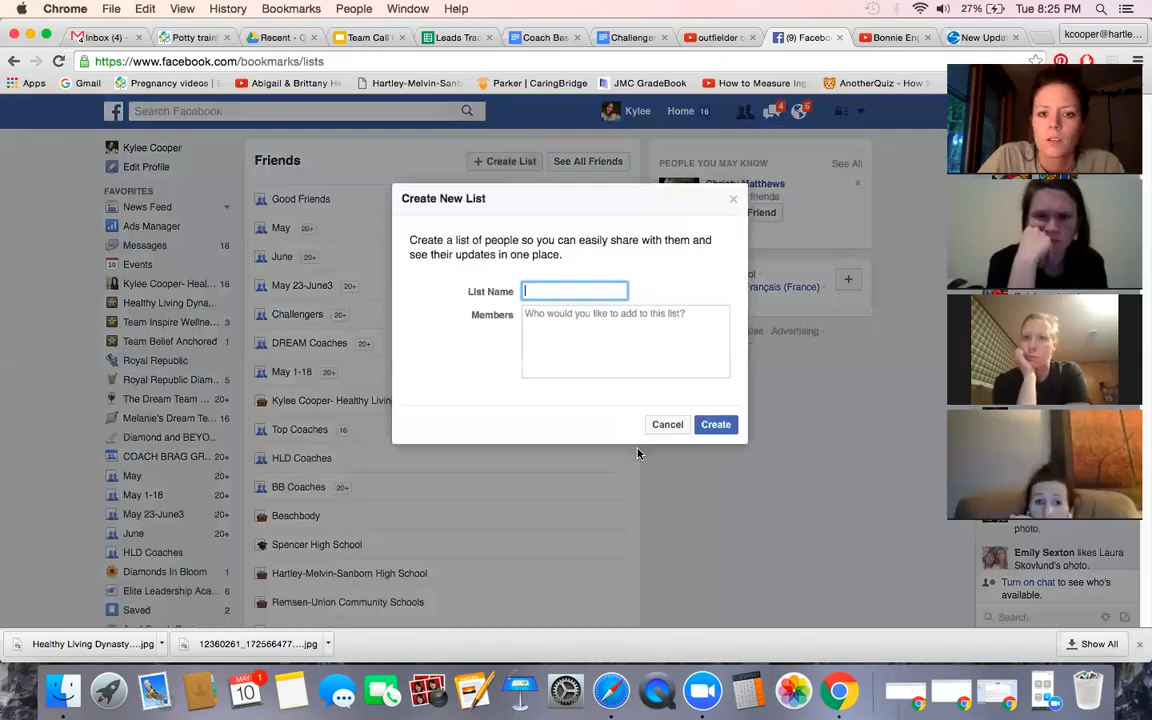 Chrome File Edit View History Bookmarks People Window Help 27% Tue 8:25 PM
Inbox (4) - Potty train Recent - G Team Call Leads Trac Coach Bas Challenger outfielder (9) Facebo Bonnie Eng New Upda kcooper@hartle...
https://www.facebook.com/bookmarks/lists
Apps Gmail Pregnancy videos Abigail & Brittany He Hartley-Melvin-Sanbo Parker | CaringBridge JMC GradeBook How to Measure Ing AnotherQuiz - How
Search Facebook Kylee Home 16 4 6
Kylee Cooper
Edit Profile
FAVORITES
News Feed
Ads Manager
Messages 18
Events
10
Kylee Cooper- Heal... 18
Healthy Living Dyna...
Team Inspire Wellne... 3
Team Belief Anchored 1
Royal Republic
Royal Republic Diam... 5
The Dream Team ... 20+
Melanie's Dream Te... 16
Diamond and BEYO...
COACH BRAG GR... 20+
May 20+
May 1-18 20+
May 23-June3 20+
June 20+
HLD Coaches
Diamonds In Bloom 1
Elite Leadership Aca... 6
Saved 2
Friends + Create List See All Friends
Good Friends
May 20+
June 20+
May 23-June3 20+
Challengers 20+
DREAM Coaches 20+
May 1-18 20+
Kylee Cooper- Healthy Living
Top Coaches 16
HLD Coaches
BB Coaches 20+
Beachbody
Spencer High School
Hartley-Melvin-Sanborn High School
Remsen-Union Community Schools
PEOPLE YOU MAY KNOW See All
Christy Matthews
friends
Friend
Français (France)
Advertising
Create New List
Create a list of people so you can easily share with them and
see their updates in one place.
List Name
Members Who would you like to add to this list?
Cancel Create
photo.
Emily Sexton likes Laura
Skovlund's photo.
Turn on chat to see who's
available.
Search
Healthy Living Dynasty....jpg 12360261_172566477....jpg Show All
MAY
10
1